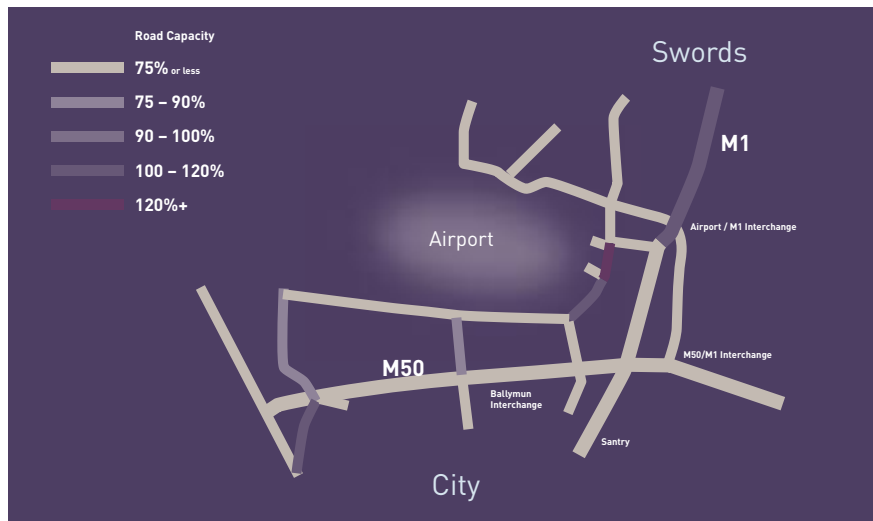 Road Capacity
75% or less
75 – 90%
90 – 100%
100 – 120%
120%+
Swords
M1
Airport / M1 Interchange
Airport
M50/M1 Interchange
M50
Ballymun
Interchange
Santry
City